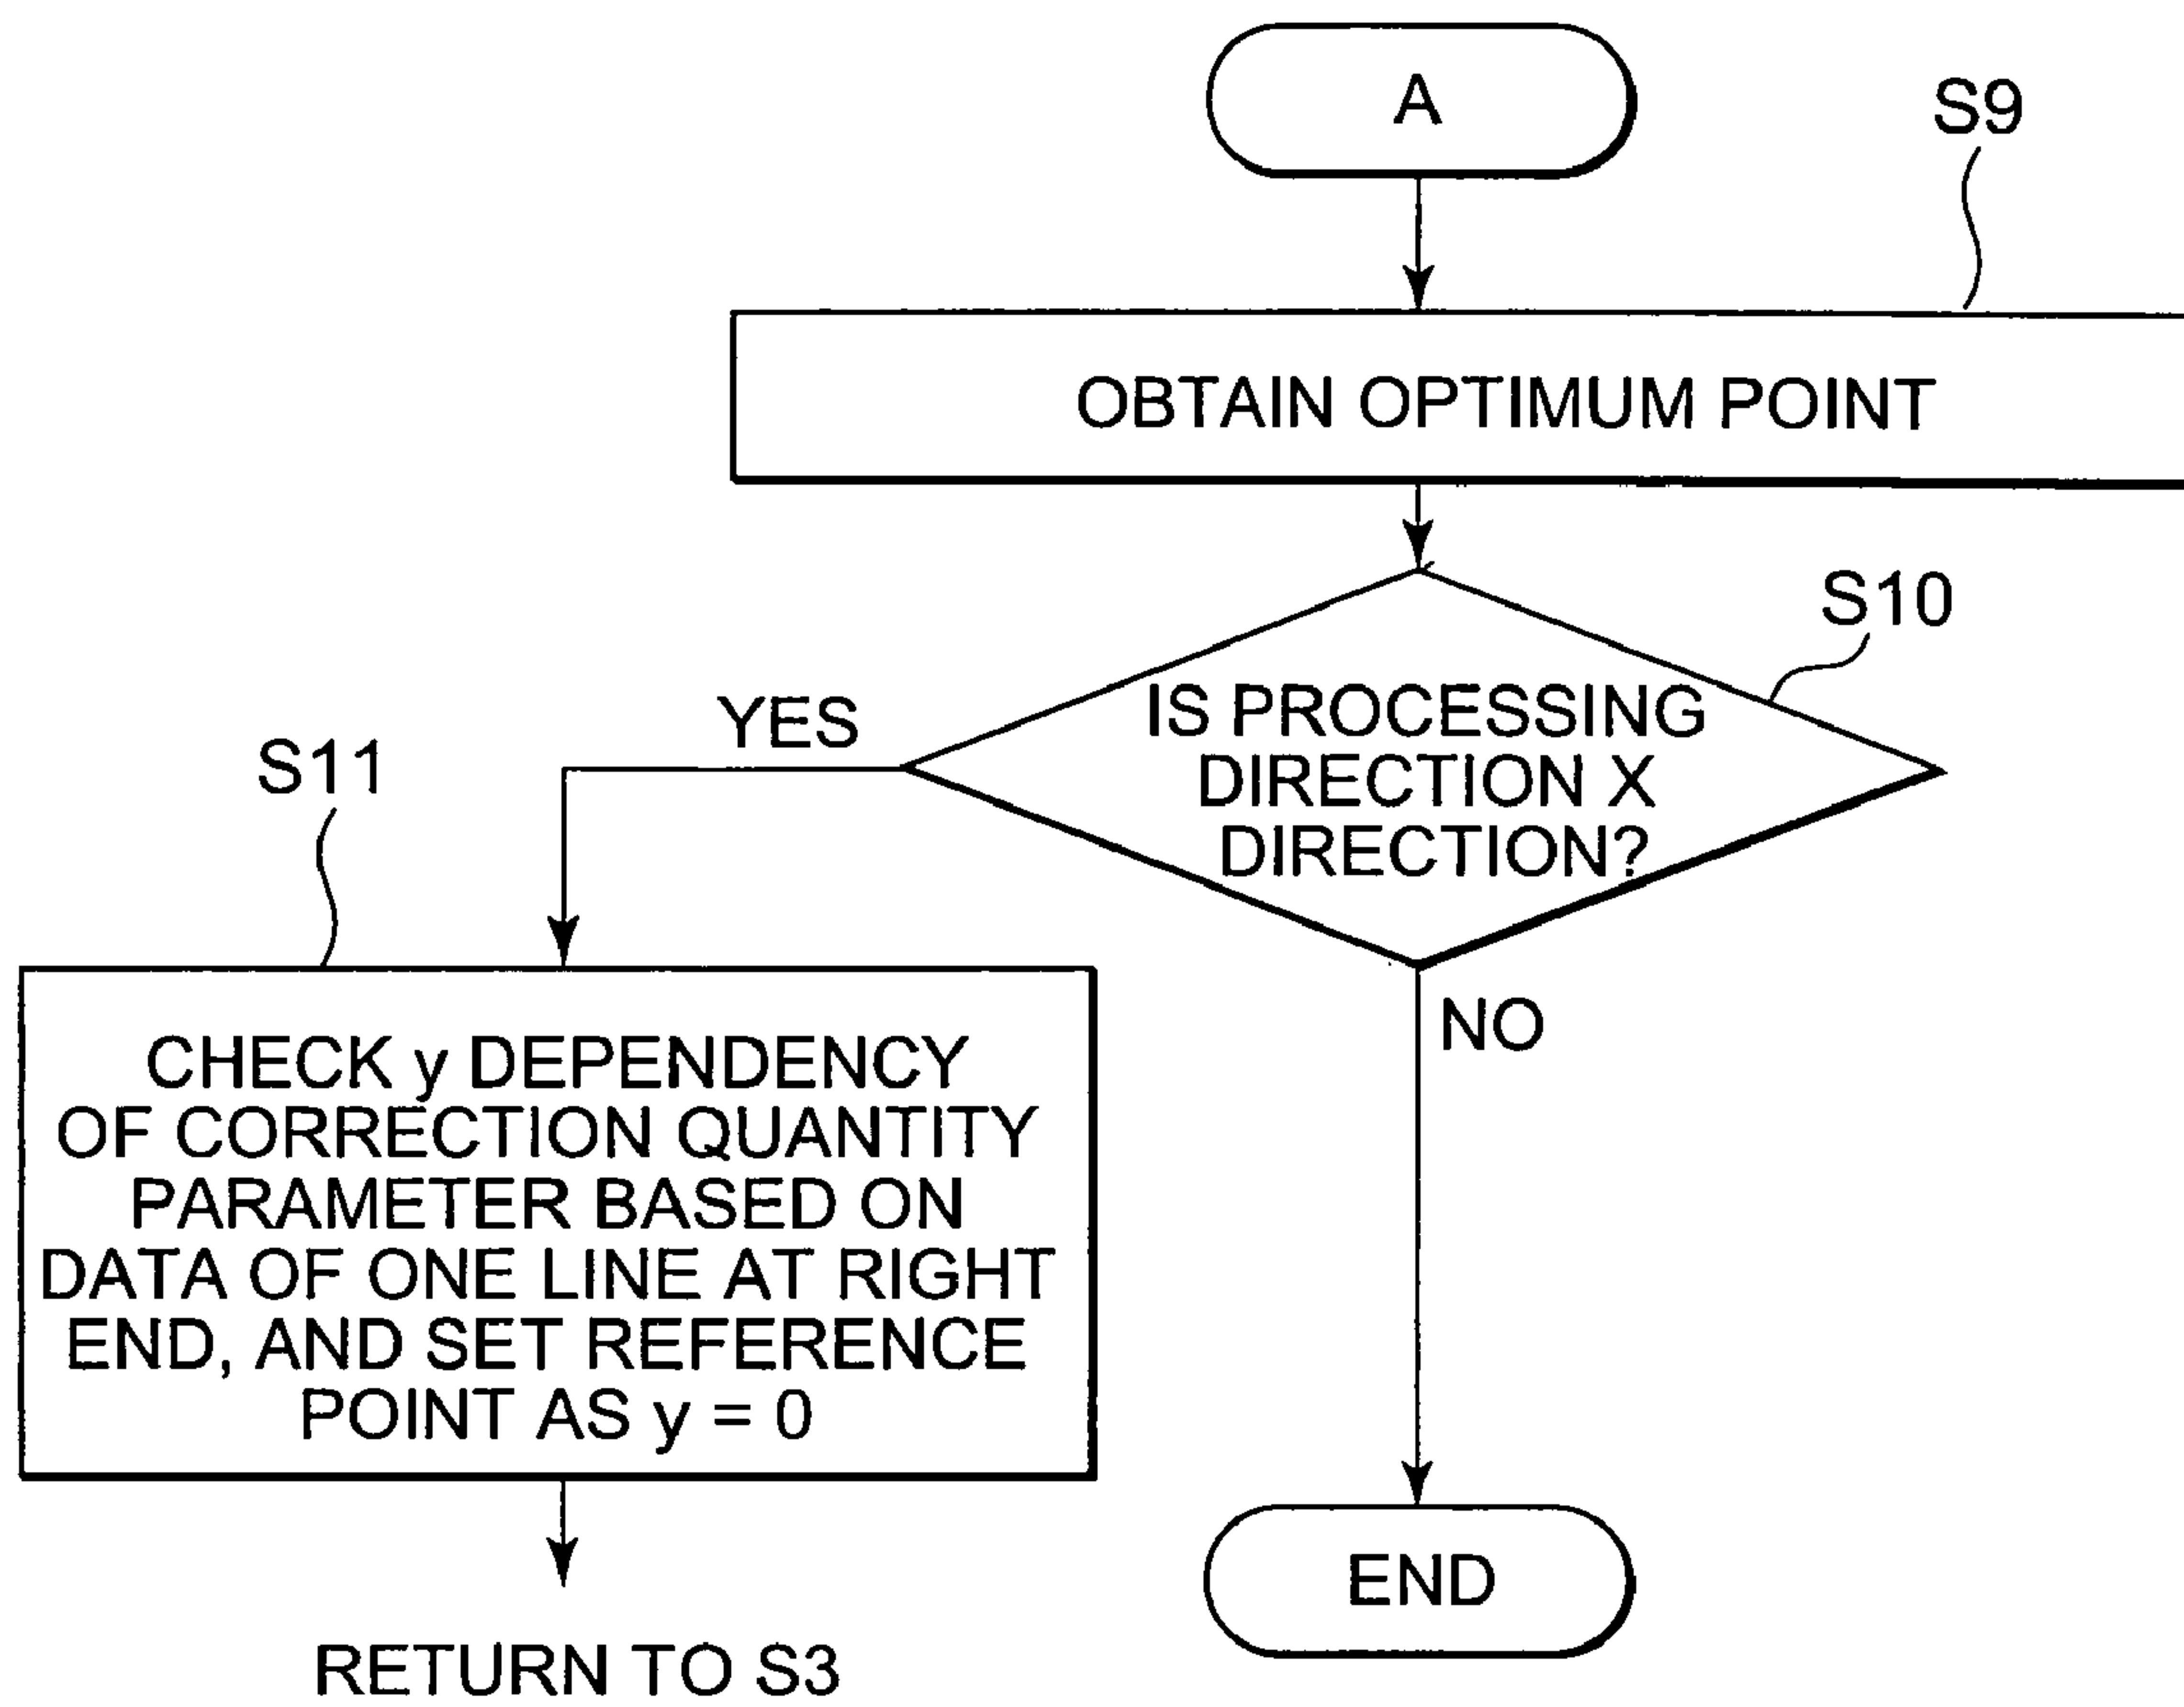 A
S9
OBTAIN OPTIMUM POINT
S10
IS PROCESSING
DIRECTION X
DIRECTION?
YES
S11
NO
CHECK y DEPENDENCY
OF CORRECTION QUANTITY
PARAMETER BASED ON
DATA OF ONE LINE AT RIGHT
END, AND SET REFERENCE
POINT AS y = 0
END
RETURN TO S3